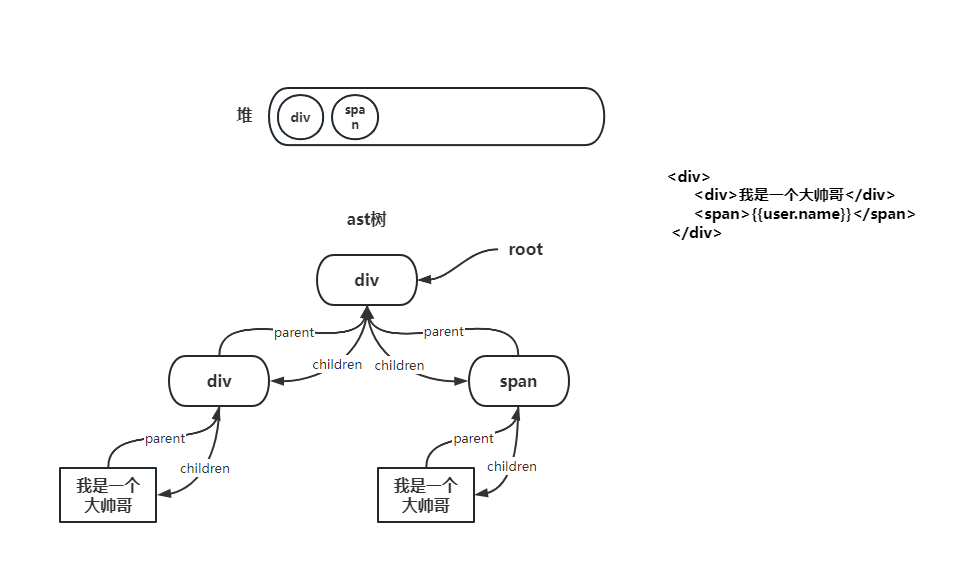 堆
div
spa
n
<div>
<div>我是一个大帅哥</div>
<span>{{user.name}}</span>
</div>
ast树
root
div
parent
parent
children
children
div
span
parent
children
parent
children
我是一个
大帅哥
我是一个
大帅哥